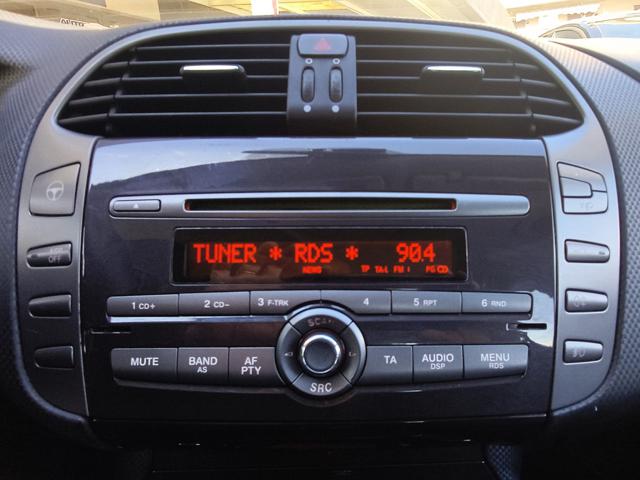 TUNER * RDS * 90.4
NEWS TP TA-L FM 1 PG CD
1 CD+ 2 CD- 3 F-TRK 4 5 RPT 6 RND
SCAN
MUTE BAND AF TA AUDIO MENU
AS PTY DSP RDS
SRC
OFF